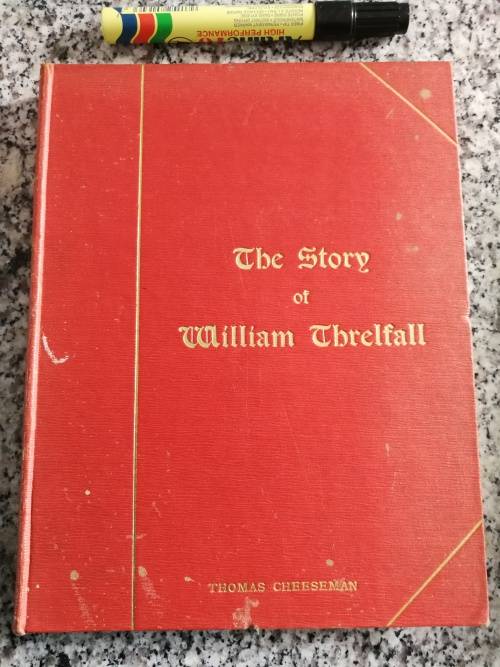 HIGH PERFORMANCE
The Story
of
William Threlfall
THOMAS CHEESEMAN